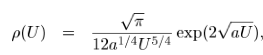 ρ(U) = √π / 12a^{1/4}U^{5/4} exp(2√aU),